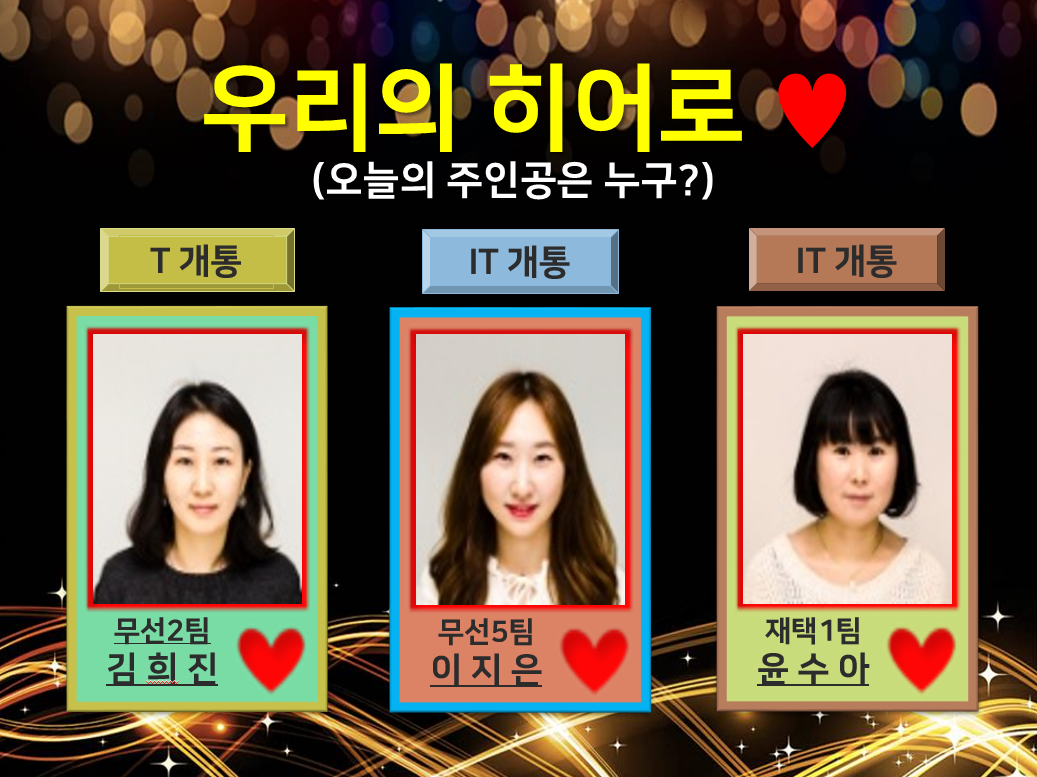 우리의 히어로
(오늘의 주인공은 누구?)
T 개통
IT 개통
IT 개통
무선2팀
김 희 진
무선5팀
이 지 은
재택1팀
윤 수 아